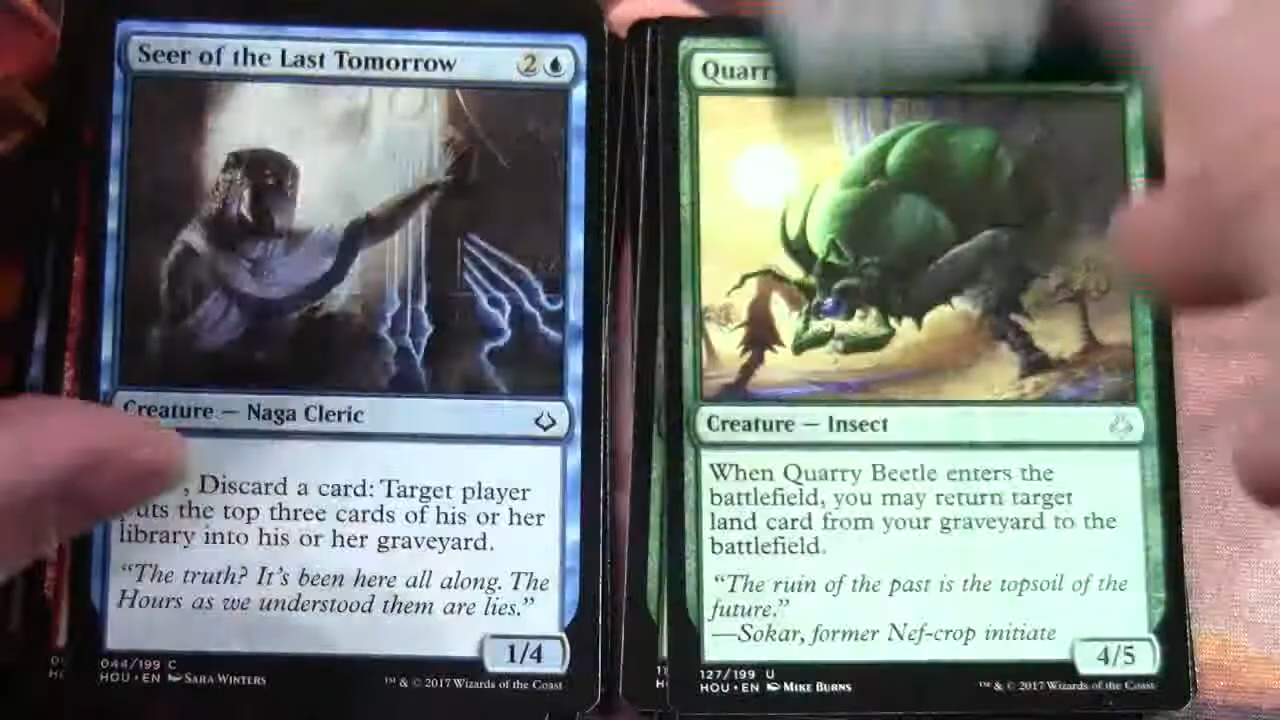 Seer of the Last Tomorrow 2
Creature — Naga Cleric
, Discard a card: Target player
uts the top three cards of his or her
library into his or her graveyard.
"The truth? It's been here all along. The
Hours as we understood them are lies."
1/4
044/199 C
HOU • EN SARA WINTERS
™ & © 2017 Wizards of the Coast
Quarr
Creature — Insect
When Quarry Beetle enters the
battlefield, you may return target
land card from your graveyard to the
battlefield.
"The ruin of the past is the topsoil of the
future."
—Sokar, former Nef-crop initiate
4/5
127/199 U
HOU • EN MIKE BURNS
™ & © 2017 Wizards of the Coast